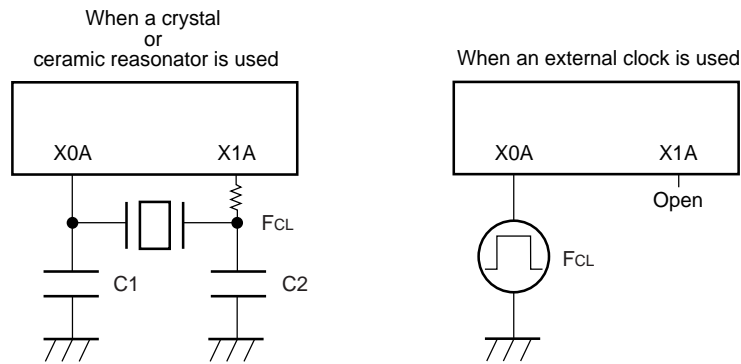 When a crystal
or
ceramic reasonator is used
X0A
X1A
FCL
C1
C2
When an external clock is used
X0A
X1A
Open
FCL